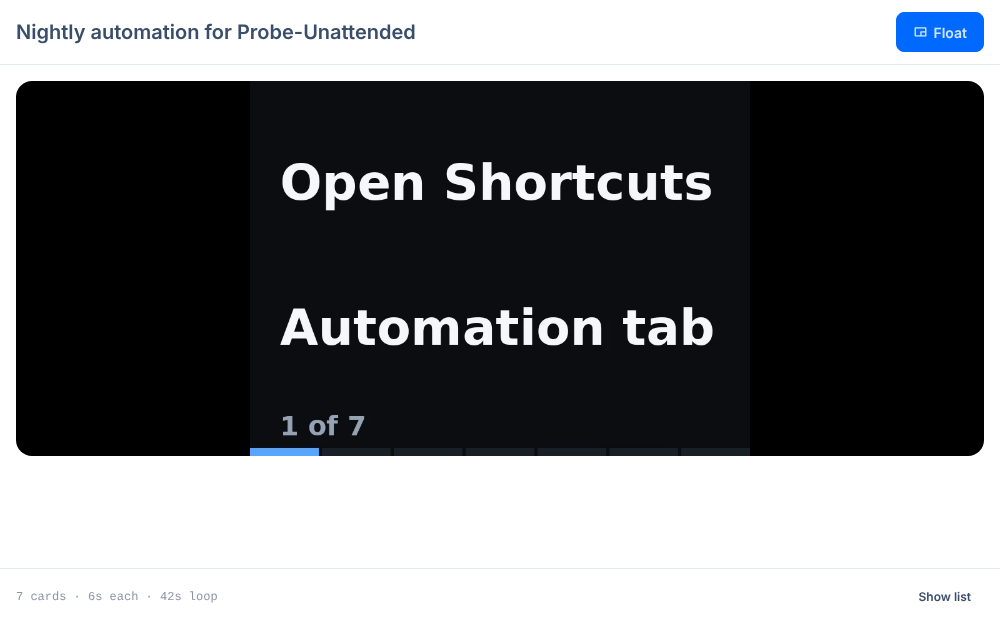 Nightly automation for Probe-Unattended
Float
Open Shortcuts
Automation tab
1 of 7
7 cards · 6s each · 42s loop
Show list